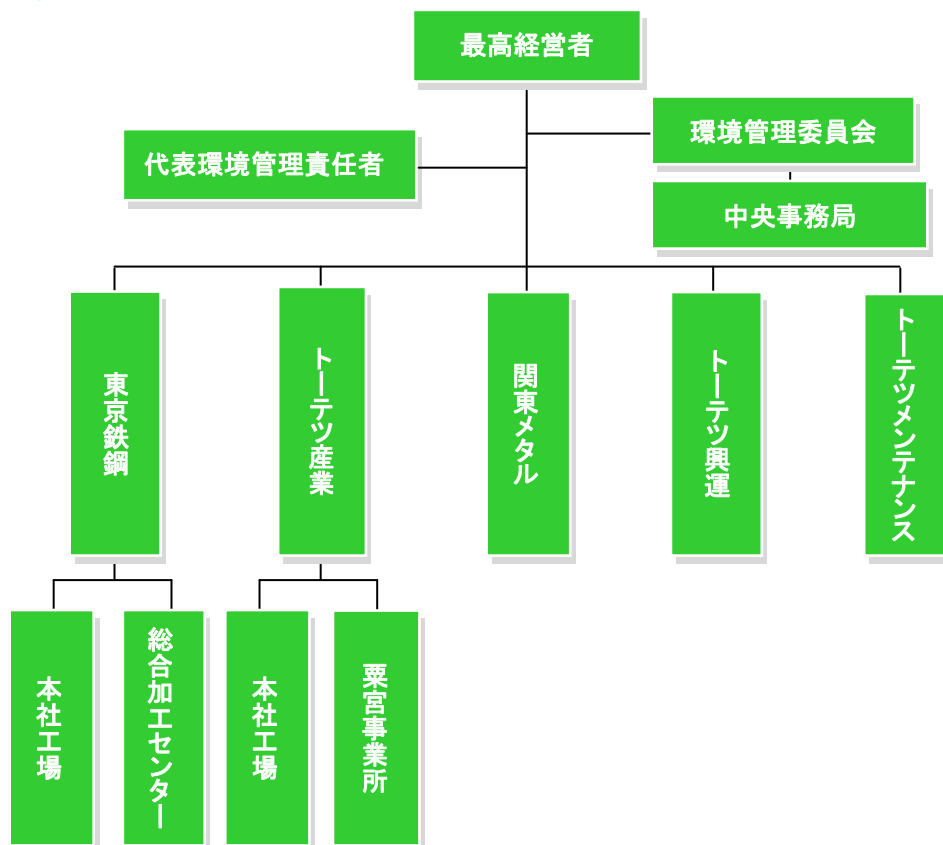 最高経営者
環境管理委員会
代表環境管理責任者
中央事務局
東京鉄鋼
トーテツ産業
関東メタル
トーテツ興運
トーテツメンテナンス
本社工場
総合加工センター
本社工場
粟宮事業所